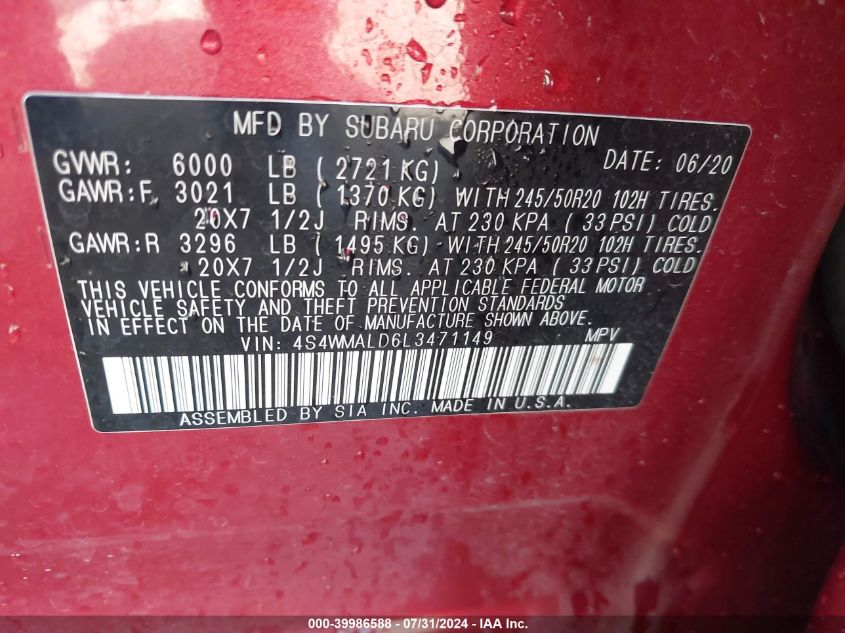 MFD BY SUBARU CORPORATION
GVWR: 6000 LB ( 2721 KG) DATE: 06/20
GAWR:F 3021 LB ( 1370 KG) WITH 245/50R20 102H TIRES.
20X7 1/2J RIMS. AT 230 KPA ( 33 PSI) COLD
GAWR:R 3296 LB ( 1495 KG) WITH 245/50R20 102H TIRES.
20X7 1/2J RIMS. AT 230 KPA ( 33 PSI) COLD
THIS VEHICLE CONFORMS TO ALL APPLICABLE FEDERAL MOTOR
VEHICLE SAFETY AND THEFT PREVENTION STANDARDS
IN EFFECT ON THE DATE OF MANUFACTURE SHOWN ABOVE.
VIN: 4S4WMALD6L3471149 MPV
ASSEMBLED BY SIA INC. MADE IN U.S.A.
000-39986588 - 07/31/2024 - IAA Inc.